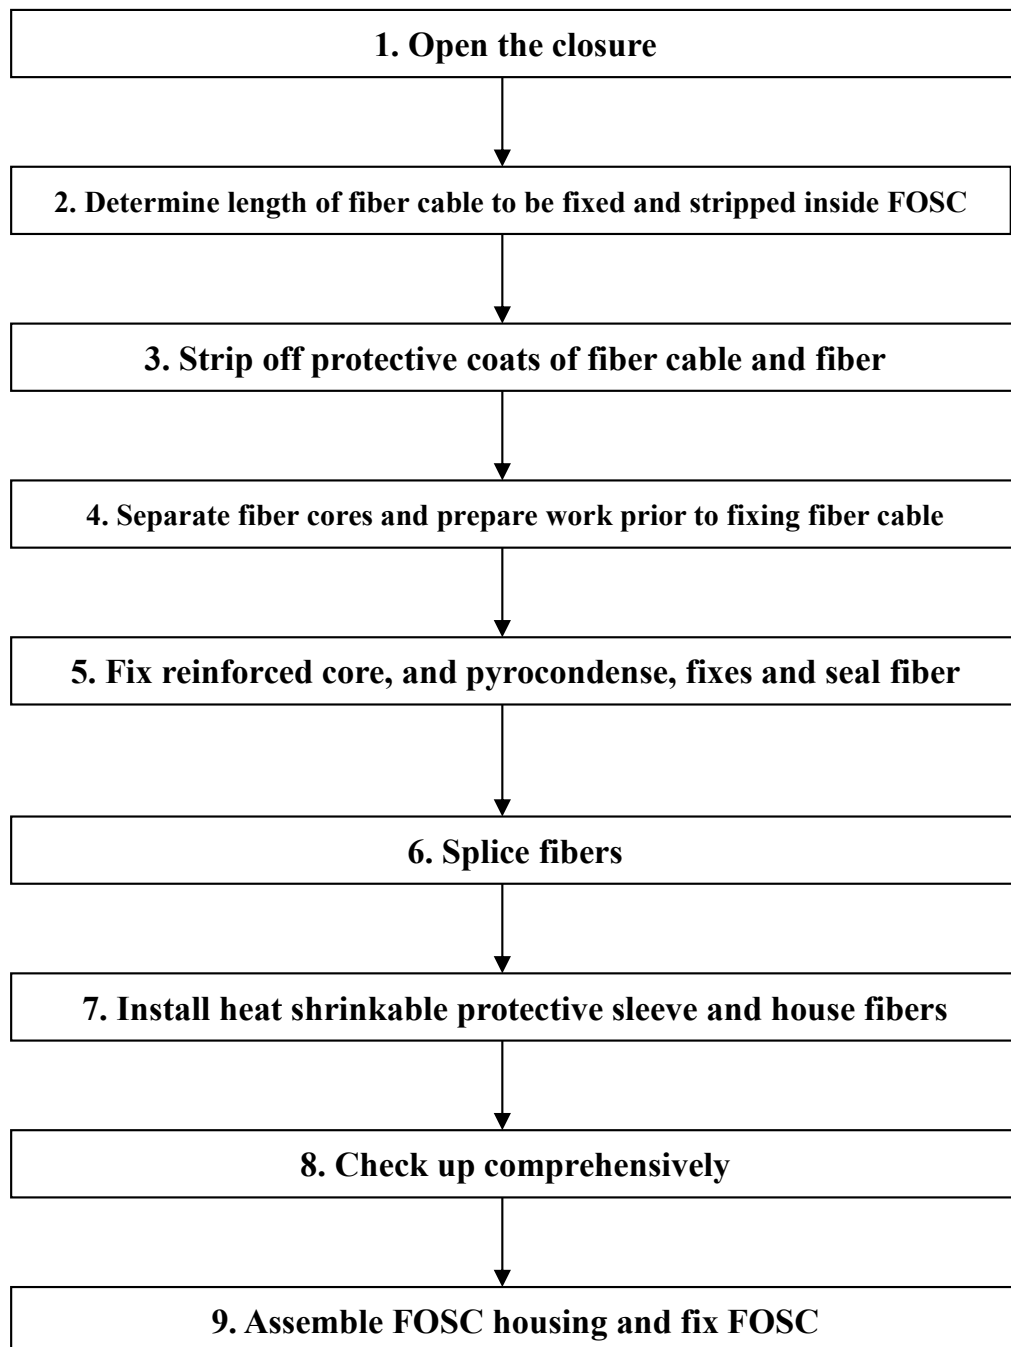 1. Open the closure
2. Determine length of fiber cable to be fixed and stripped inside FOSC
3. Strip off protective coats of fiber cable and fiber
4. Separate fiber cores and prepare work prior to fixing fiber cable
5. Fix reinforced core, and pyrocondense, fixes and seal fiber
6. Splice fibers
7. Install heat shrinkable protective sleeve and house fibers
8. Check up comprehensively
9. Assemble FOSC housing and fix FOSC